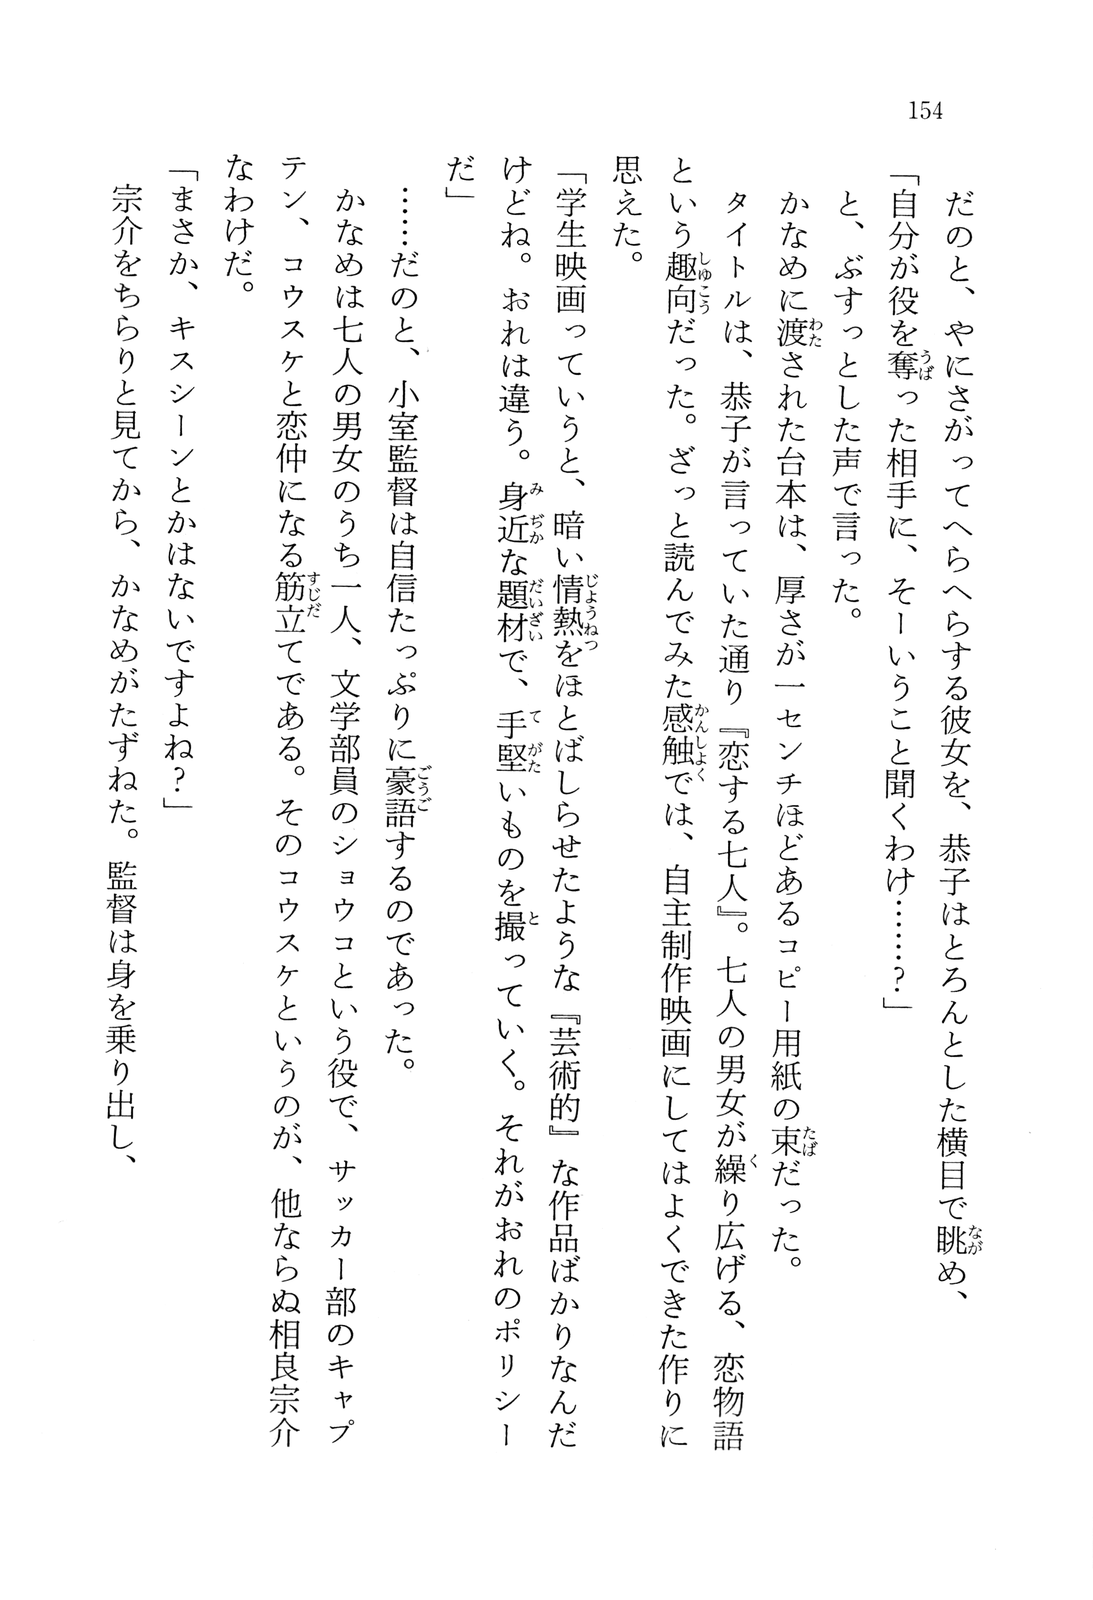 154
だのと、やにさがってへらへらする彼女を、恭子はとろんとした横目で眺め、
「自分が役を奪った相手に、そーいうこと聞くわけ……?」
と、ぶすっとした声で言った。
かなめに渡された台本は、厚さが一センチほどあるコピー用紙の束だった。
タイトルは、恭子が言っていた通り『恋する七人』。七人の男女が繰り広げる、恋物語
という趣向だった。ざっと読んでみた感触では、自主制作映画にしてはよくできた作りに
思えた。
「学生映画っていうと、暗い情熱をほとばしらせたような『芸術的』な作品ばかりなんだ
けどね。おれは違う。身近な題材で、手堅いものを撮っていく。それがおれのポリシー
だ」
……だのと、小室監督は自信たっぷりに豪語するのであった。
かなめは七人の男女のうち一人、文学部員のショウコという役で、サッカー部のキャプ
テン、コウスケと恋仲になる筋立てである。そのコウスケというのが、他ならぬ相良宗介
なわけだ。
「まさか、キスシーンとかはないですよね?」
宗介をちらりと見てから、かなめがたずねた。監督は身を乗り出し、